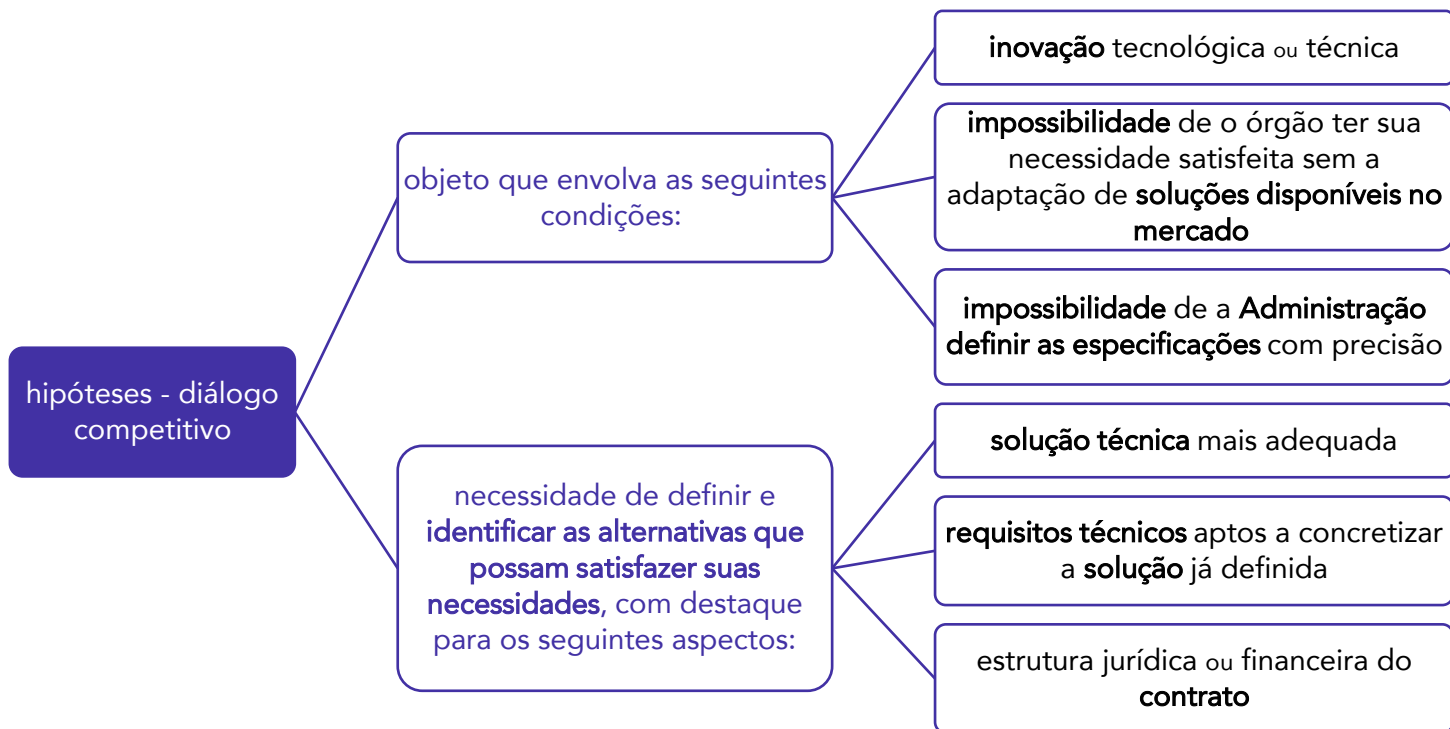 hipóteses - diálogo
competitivo
objeto que envolva as seguintes
condições:
inovação tecnológica ou técnica
impossibilidade de o órgão ter sua
necessidade satisfeita sem a
adaptação de soluções disponíveis no
mercado
impossibilidade de a Administração
definir as especificações com precisão
necessidade de definir e
identificar as alternativas que
possam satisfazer suas
necessidades, com destaque
para os seguintes aspectos:
solução técnica mais adequada
requisitos técnicos aptos a concretizar
a solução já definida
estrutura jurídica ou financeira do
contrato